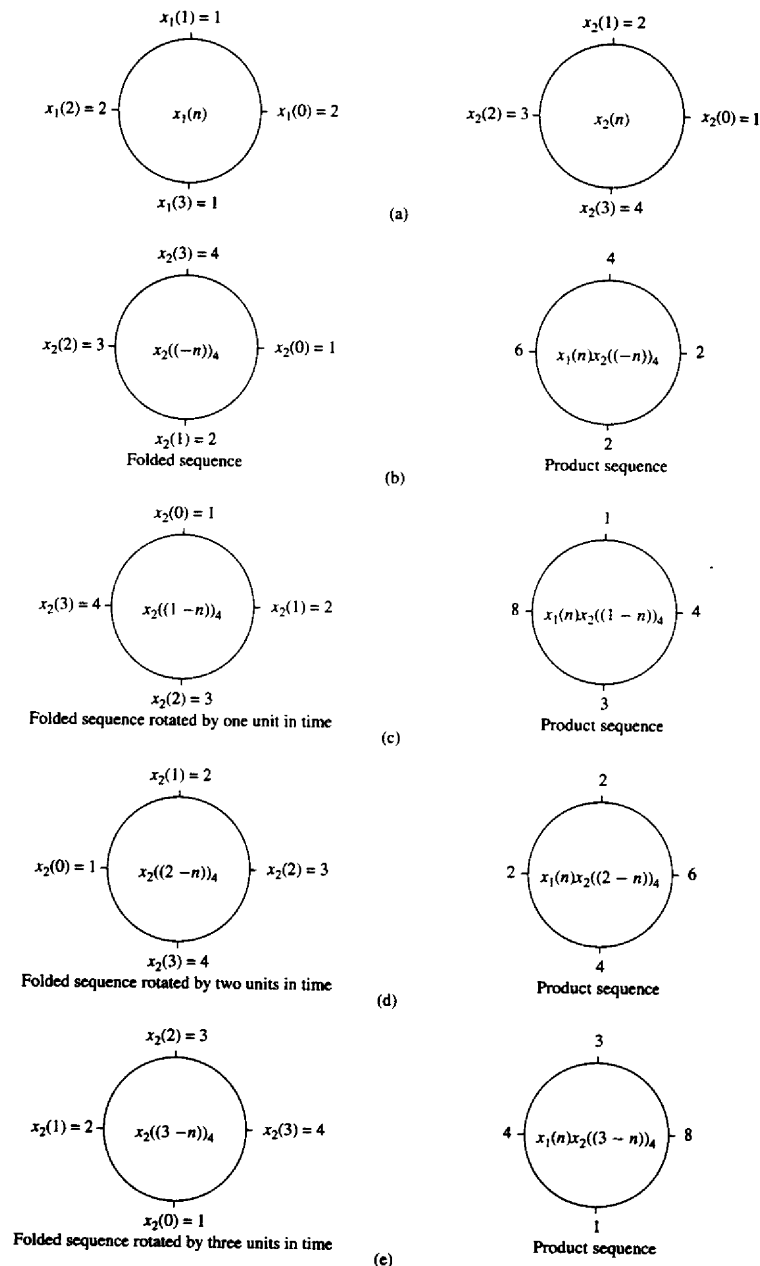 x₁(1) = 1
x₂(1) = 2
x₁(2) = 2
x₁(n)
x₁(0) = 2
x₂(2) = 3
x₂(n)
x₂(0) = 1
x₁(3) = 1
x₂(3) = 4
(a)
x₂(3) = 4
4
x₂(2) = 3
x₂((−n))₄
x₂(0) = 1
6
x₁(n)x₂((−n))₄
2
x₂(1) = 2
2
Folded sequence
Product sequence
(b)
x₂(0) = 1
1
x₂(3) = 4
x₂((1 −n))₄
x₂(1) = 2
8
x₁(n)x₂((1 − n))₄
4
x₂(2) = 3
3
Folded sequence rotated by one unit in time
Product sequence
(c)
x₂(1) = 2
2
x₂(0) = 1
x₂((2 −n))₄
x₂(2) = 3
2
x₁(n)x₂((2 − n))₄
6
x₂(3) = 4
4
Folded sequence rotated by two units in time
Product sequence
(d)
x₂(2) = 3
3
x₂(1) = 2
x₂((3 −n))₄
x₂(3) = 4
4
x₁(n)x₂((3 − n))₄
8
x₂(0) = 1
1
Folded sequence rotated by three units in time
Product sequence
(e)